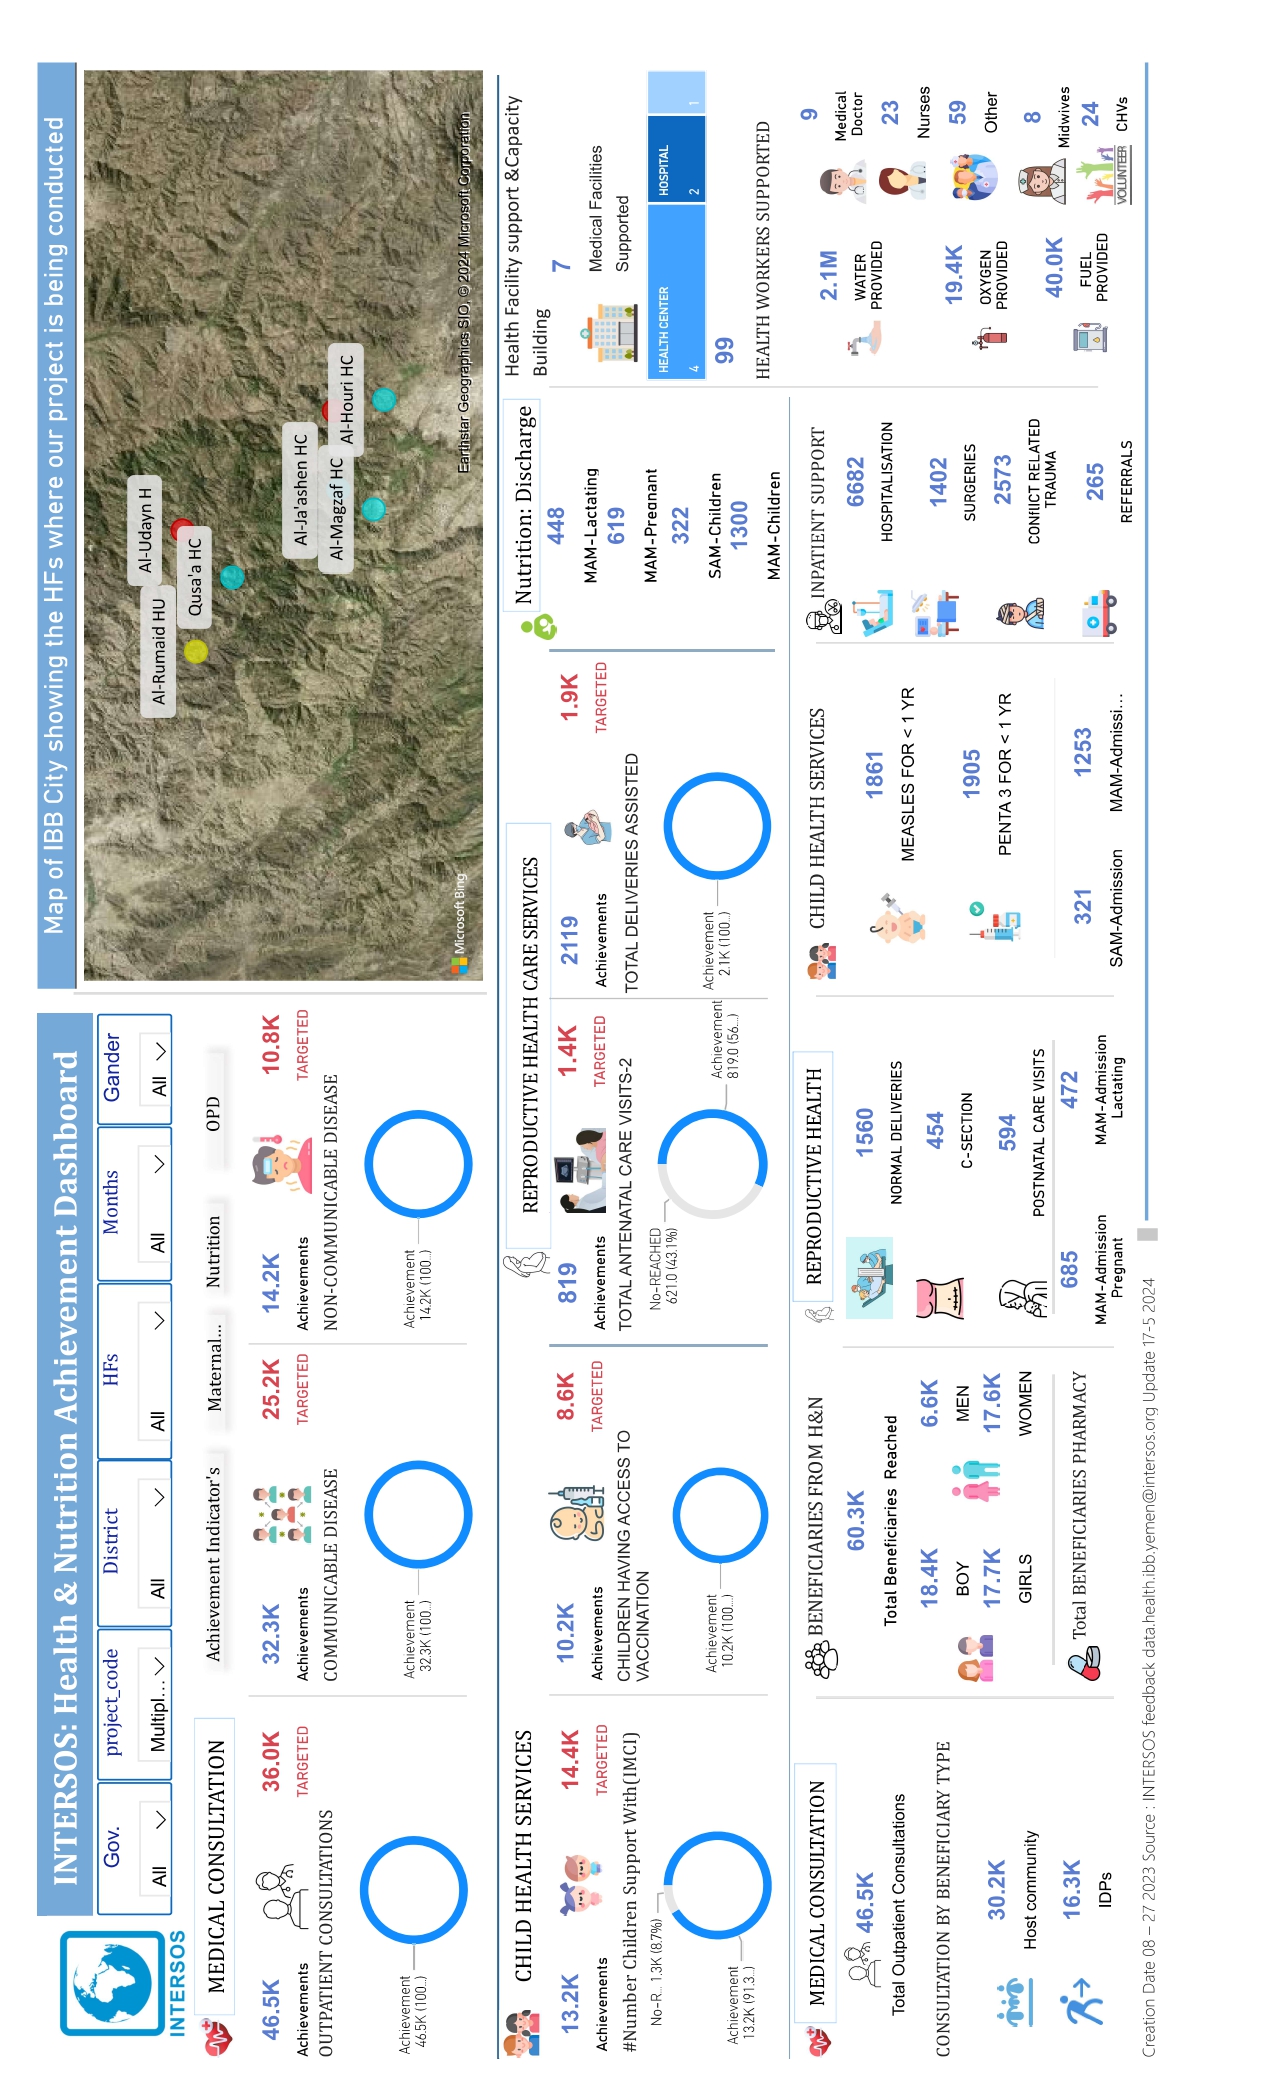 INTERSOS: Health & Nutrition Achievement Dashboard
Map of IBB City showing the HFs where our project is being conducted
INTERSOS
Gov.
All
project_code
Multipl...
District
All
HFs
All
Months
All
Gander
All
MEDICAL CONSULTATION
Achievement Indicator's
Maternal...
Nutrition
OPD
46.5K
Achievements
36.0K
TARGETED
OUTPATIENT CONSULTATIONS
Achievement
46.5K (100...)
32.3K
Achievements
25.2K
TARGETED
COMMUNICABLE DISEASE
Achievement
32.3K (100...)
14.2K
Achievements
10.8K
TARGETED
NON-COMMUNICABLE DISEASE
Achievement
14.2K (100...)
Al-Rumaid HU
Al-Udayn H
Qusa'a HC
Al-Ja'ashen HC
Al-Magzaf HC
Al-Houri HC
Microsoft Bing
Earthstar Geographics SIO, © 2024 Microsoft Corporation
CHILD HEALTH SERVICES
13.2K
Achievements
14.4K
TARGETED
#Number Children Support With(IMCI)
No-R... 1.3K (8.7%)
Achievement
13.2K (91.3...)
10.2K
Achievements
8.6K
TARGETED
CHILDREN HAVING ACCESS TO
VACCINATION
Achievement
10.2K (100....)
REPRODUCTIVE HEALTH CARE SERVICES
819
Achievements
1.4K
TARGETED
TOTAL ANTENATAL CARE VISITS-2
No-REACHED
621.0 (43.1%)
Achievement
819.0 (56....)
2119
Achievements
1.9K
TARGETED
TOTAL DELIVERIES ASSISTED
Achievement
2.1K (100...)
Nutrition: Discharge
448
MAM-Lactating
619
MAM-Pregnant
322
SAM-Children
1300
MAM-Children
Health Facility support &Capacity
Building
7
Medical Facilities
Supported
HEALTH CENTER
4
HOSPITAL
2
1
99
HEALTH WORKERS SUPPORTED
MEDICAL CONSULTATION
46.5K
Total Outpatient Consultations
CONSULTATION BY BENEFICIARY TYPE
30.2K
Host community
16.3K
IDPs
BENEFICIARIES FROM H&N
60.3K
Total Beneficiaries Reached
18.4K
BOY
6.6K
MEN
17.7K
GIRLS
17.6K
WOMEN
Total BENEFICIARIES PHARMACY
REPRODUCTIVE HEALTH
1560
NORMAL DELIVERIES
454
C-SECTION
594
POSTNATAL CARE VISITS
685
MAM-Admission
Pregnant
472
MAM-Admission
Lactating
CHILD HEALTH SERVICES
1861
MEASLES FOR < 1 YR
1905
PENTA 3 FOR < 1 YR
321
SAM-Admission
1253
MAM-Admissi...
INPATIENT SUPPORT
6682
HOSPITALISATION
1402
SURGERIES
2573
CONflICT RELATED
TRAUMA
265
REFERRALS
2.1M
WATER
PROVIDED
19.4K
OXYGEN
PROVIDED
40.0K
FUEL
PROVIDED
9
Medical
Doctor
23
Nurses
59
Other
8
Midwives
VOLUNTEER
24
CHVs
Creation Date 08 – 27 2023 Source : INTERSOS feedback data.health.ibb.yemen@intersos.org Update 17-5 2024